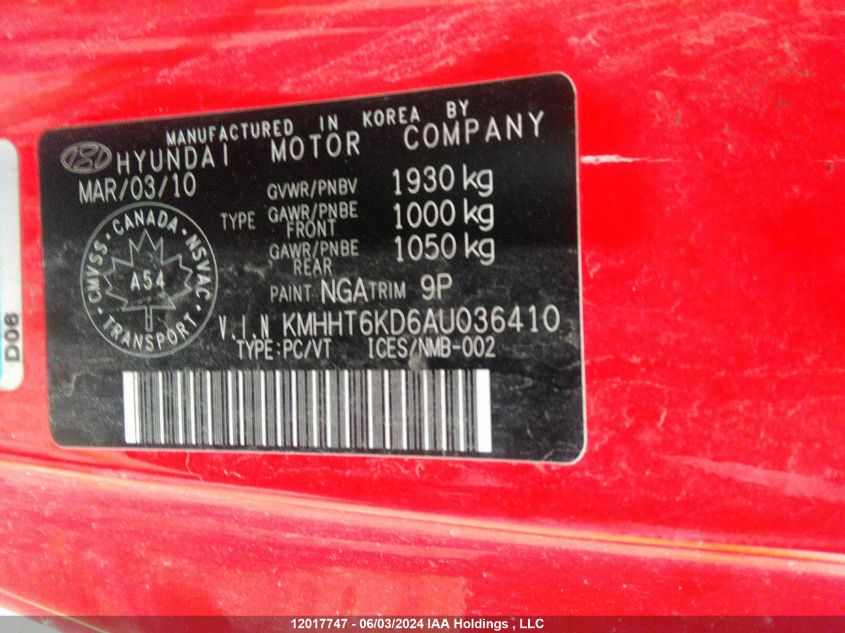 MANUFACTURED IN KOREA BY
HYUNDAI MOTOR COMPANY
MAR/03/10
GVWR/PNBV 1930 kg
TYPE GAWR/PNBE FRONT 1000 kg
GAWR/PNBE REAR 1050 kg
PAINT NGA TRIM 9P
CMVSS · CANADA · NSVAC · TRANSPORT
A54
V.I.N KMHHT6KD6AU036410
TYPE:PC/VT ICES/NMB-002
D06
12017747 - 06/03/2024 IAA Holdings , LLC